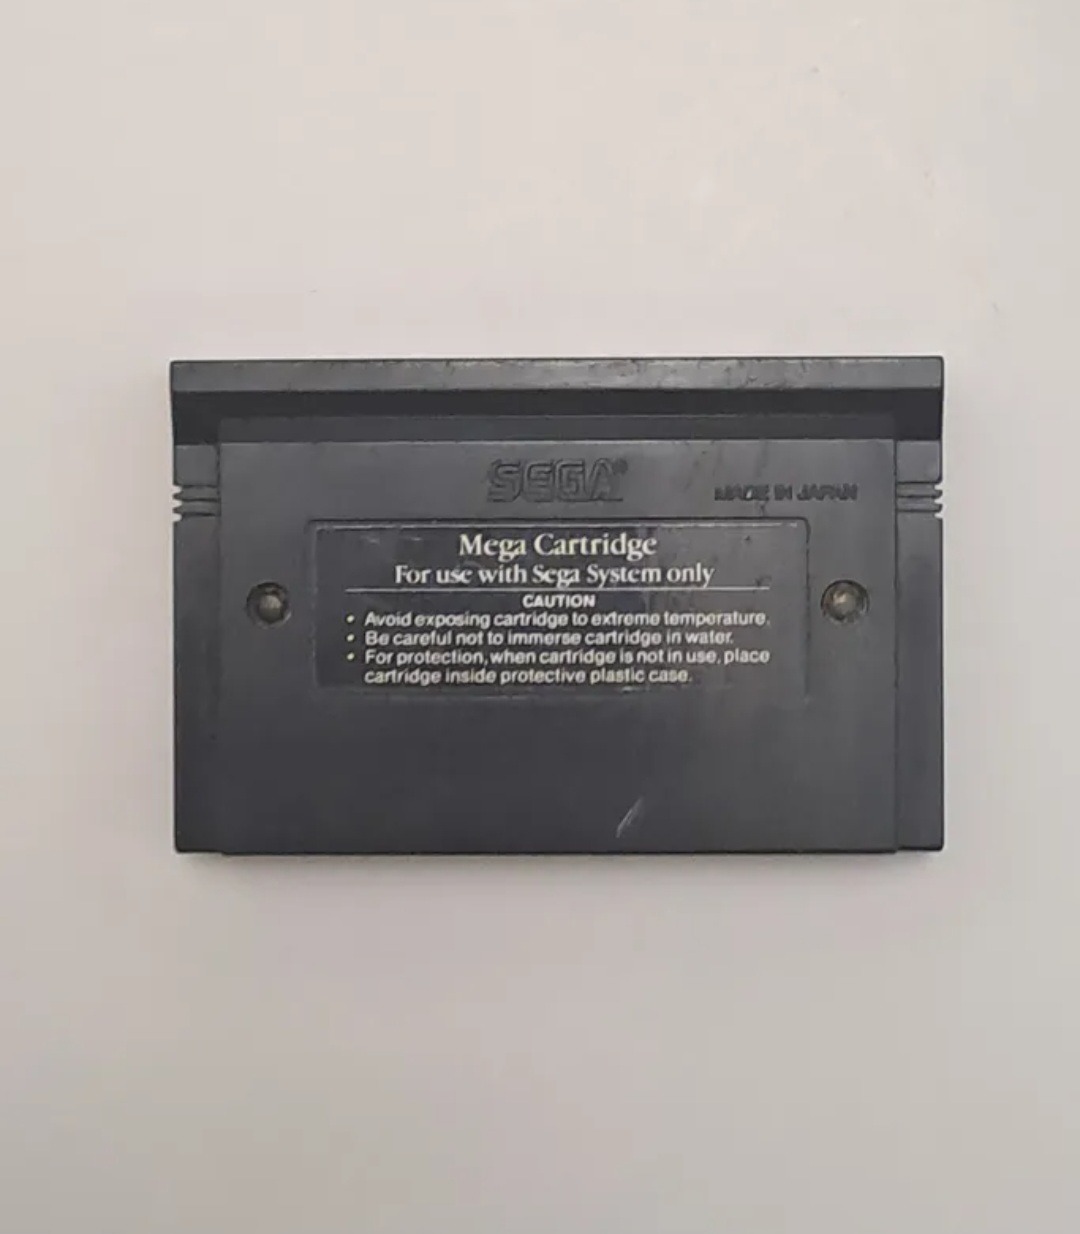 SEGA®
MADE IN JAPAN
Mega Cartridge
For use with Sega System only
CAUTION
• Avoid exposing cartridge to extreme temperature.
• Be careful not to immerse cartridge in water.
• For protection, when cartridge is not in use, place
cartridge inside protective plastic case.